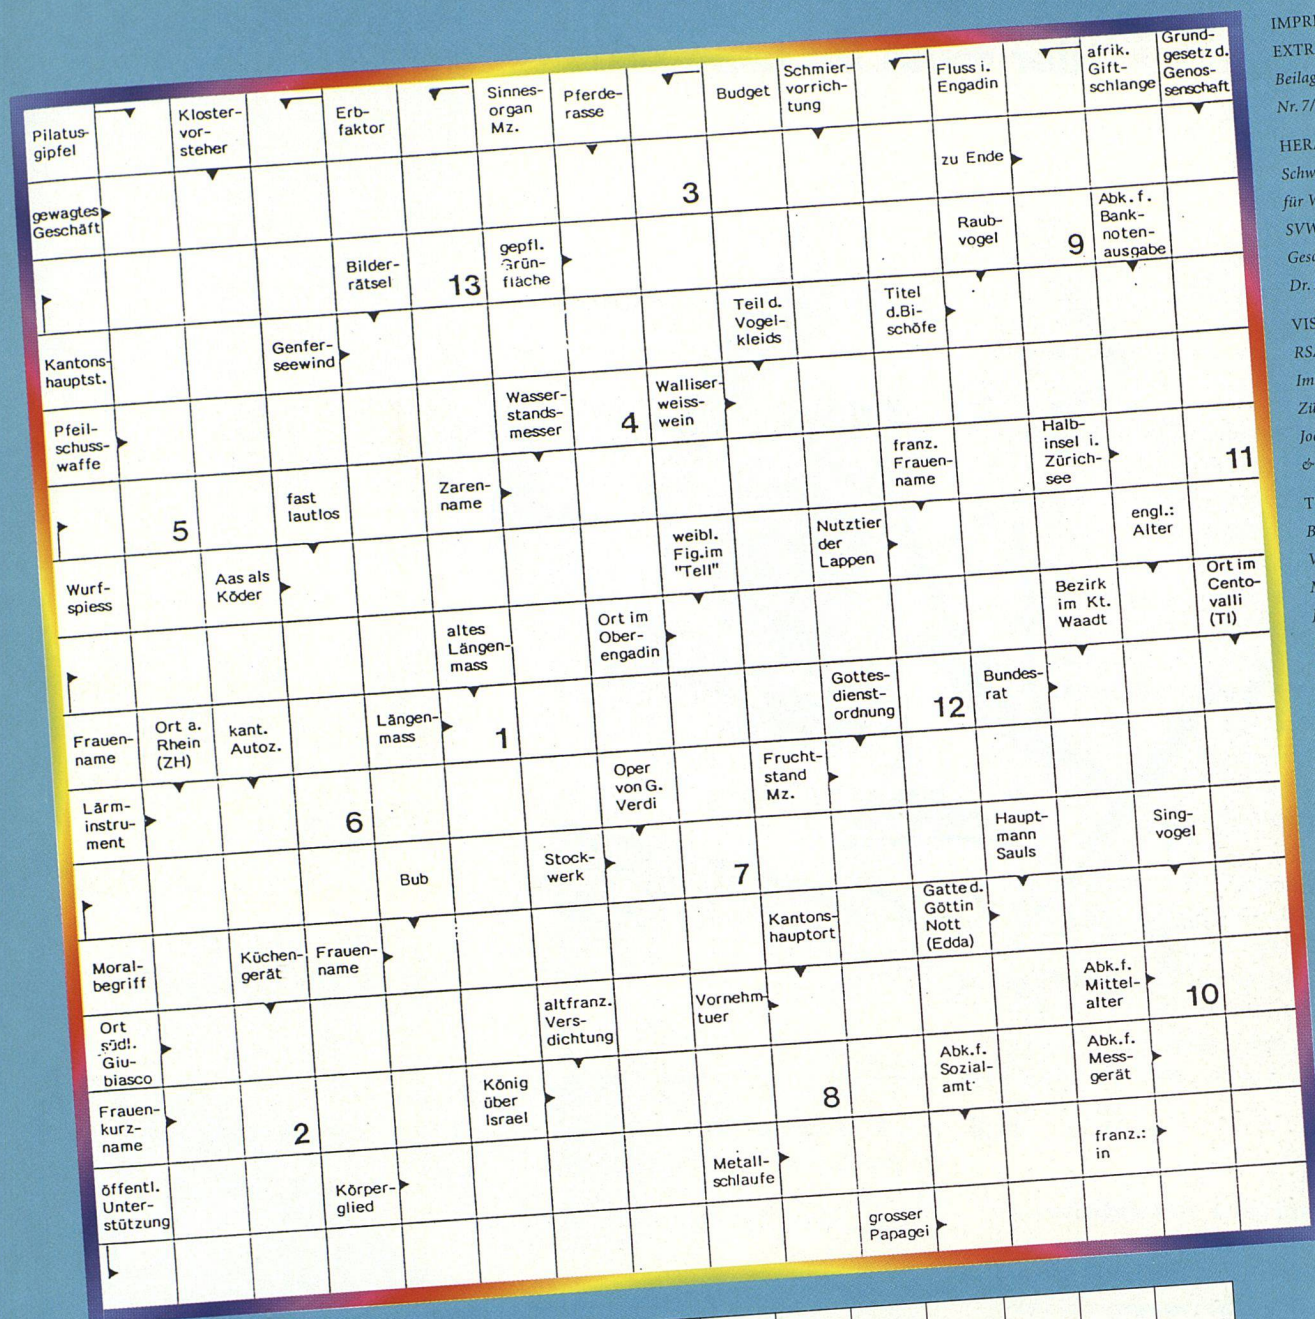 Pilatus-
gipfel
Kloster-
vor-
steher
Erb-
faktor
Sinnes-
organ
Mz.
Pferde-
rasse
Budget
Schmier-
vorrich-
tung
Fluss i.
Engadin
afrik.
Gift-
schlange
Grund-
gesetz d.
Genos-
senschaft
gewagtes
Geschäft
3
zu Ende
Bilder-
rätsel
13
gepfl.
Grün-
fläche
Raub-
vogel
9
Abk. f.
Bank-
noten-
ausgabe
Kantons-
hauptst.
Genfer-
seewind
Teil d.
Vogel-
kleids
Titel
d.Bi-
schöfe
Pfeil-
schuss-
waffe
Wasser-
stands-
messer
4
Walliser-
weiss-
wein
5
fast
lautlos
Zaren-
name
franz.
Frauen-
name
Halb-
insel i.
Zürich-
see
11
Wurf-
spiess
Aas als
Köder
weibl.
Fig.im
"Tell"
Nutztier
der
Lappen
engl.:
Alter
altes
Längen-
mass
Ort im
Ober-
engadin
Bezirk
im Kt.
Waadt
Ort im
Cento-
valli
(TI)
Frauen-
name
Ort a.
Rhein
(ZH)
kant.
Autoz.
Längen-
mass
1
Gottes-
dienst-
ordnung
12
Bundes-
rat
Lärm-
instru-
ment
6
Oper
von G.
Verdi
Frucht-
stand
Mz.
Bub
Stock-
werk
7
Haupt-
mann
Sauls
Sing-
vogel
Moral-
begriff
Küchen-
gerät
Frauen-
name
Kantons-
hauptort
Gatte d.
Göttin
Nott
(Edda)
Ort
südl.
Giu-
biasco
altfranz.
Vers-
dichtung
Vornehm-
tuer
Abk.f.
Mittel-
alter
10
Frauen-
kurz-
name
2
König
über
Israel
8
Abk.f.
Sozial-
amt
Abk.f.
Mess-
gerät
öffentl.
Unter-
stützung
Körper-
glied
Metall-
schlaufe
franz.:
in
grosser
Papagei
Nr. 7/
Dr.